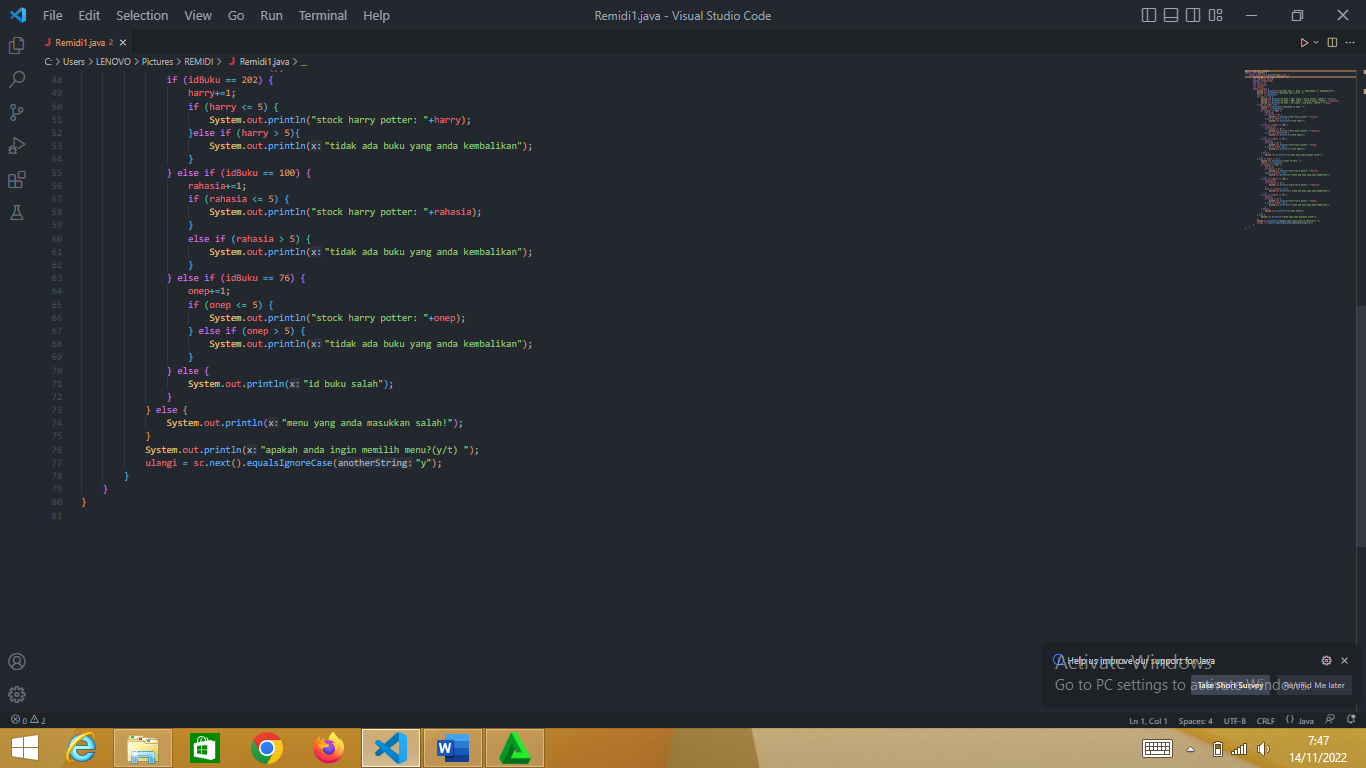 File Edit Selection View Go Run Terminal Help
Remidi1.java - Visual Studio Code
Remidi1.java 2
C: > Users > LENOVO > Pictures > REMIDI > Remidi1.java > ...
48 if (idBuku == 202) {
49 harry+=1;
50 if (harry <= 5) {
51 System.out.println("stock harry potter: "+harry);
52 }else if (harry > 5){
53 System.out.println(x: "tidak ada buku yang anda kembalikan");
54 }
55 } else if (idBuku == 100) {
56 rahasia+=1;
57 if (rahasia <= 5) {
58 System.out.println("stock harry potter: "+rahasia);
59 }
60 else if (rahasia > 5) {
61 System.out.println(x: "tidak ada buku yang anda kembalikan");
62 }
63 } else if (idBuku == 76) {
64 onep+=1;
65 if (onep <= 5) {
66 System.out.println("stock harry potter: "+onep);
67 } else if (onep > 5) {
68 System.out.println(x: "tidak ada buku yang anda kembalikan");
69 }
70 } else {
71 System.out.println(x: "id buku salah");
72 }
73 } else {
74 System.out.println(x: "menu yang anda masukkan salah!");
75 }
76 System.out.println(x: "apakah anda ingin memilih menu?(y/t) ");
77 ulangi = sc.next().equalsIgnoreCase(anotherString: "y");
78 }
79 }
80 }
81
Help us improve our support for Java
Activate Windows
Go to PC settings to activate Windows.
Take Short Survey
Remind Me later
0 2
Ln 1, Col 1 Spaces: 4 UTF-8 CRLF {} Java
7:47
14/11/2022